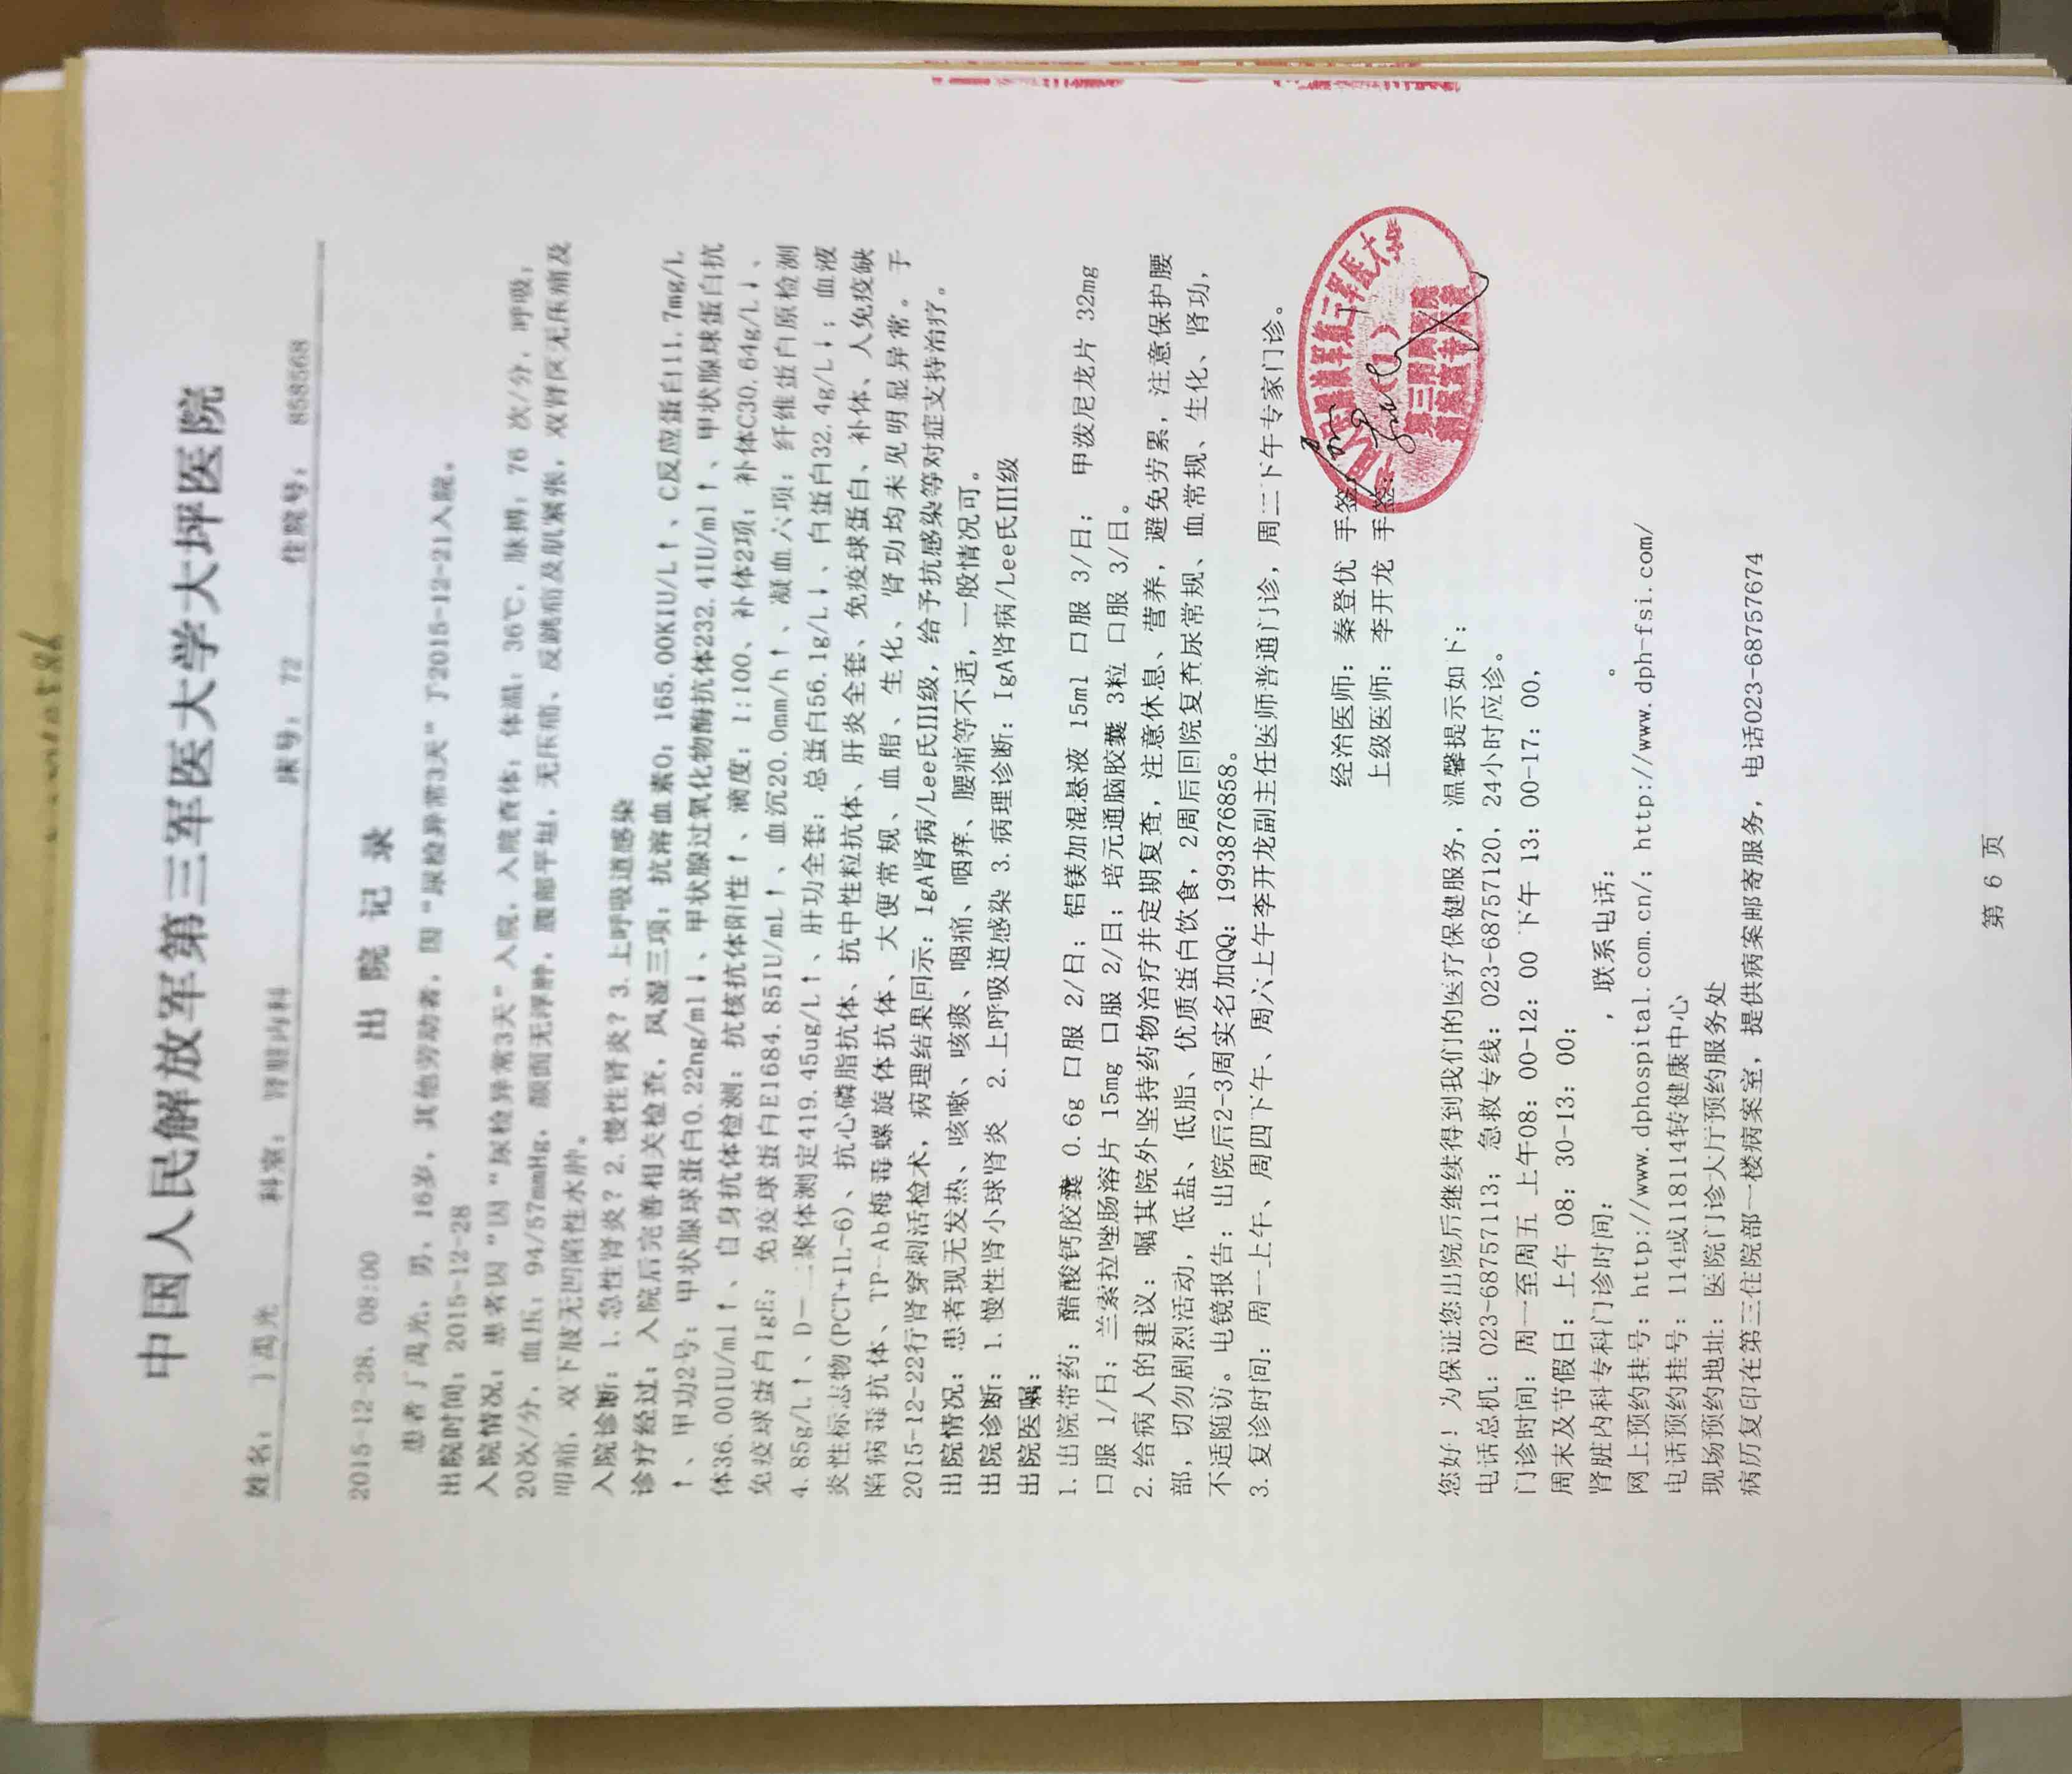 中国人民解放军第三军医大学大坪医院
姓名： 丁禹光 科室： 肾脏内科 床号： 72 住院号： 858568
2015-12-28，08:00 出 院 记 录
患者丁禹光，男，16岁，其他劳动者，因“尿检异常3天”于2015-12-21入院。
出院时间：2015-12-28
入院情况：患者因“因“尿检异常3天”入院，入院查体：体温：36℃，脉搏：76 次/分，呼吸：
20次/分，血压：94/57mmHg，颜面无浮肿，腹部平坦，无压痛、反跳痛及肌紧张，双肾区无压痛及
叩痛，双下肢无凹陷性水肿。
入院诊断：1.急性肾炎？2.慢性肾炎？3.上呼吸道感染
诊疗经过：入院后完善相关检查，风湿三项：抗溶血素O：165.00KIU/L↑、C反应蛋白11.7mg/L
↑、甲功2号：甲状腺球蛋白0.22ng/ml↓、甲状腺过氧化物酶抗体232.4IU/ml↑、甲状腺球蛋白抗
体36.00IU/ml↑、自身抗体检测：抗核抗体阳性↑、滴度：1:100、补体2项：补体C30.64g/L↓、
免疫球蛋白IgE：免疫球蛋白E1684.85IU/mL↑、血沉20.0mm/h↑、凝血六项：纤维蛋白原检测
4.85g/L↑、D－二聚体测定419.45ug/L↑、肝功全套：总蛋白56.1g/L↓、白蛋白32.4g/L↓；血液
炎性标志物(PCT+IL-6)、抗心磷脂抗体、抗中性粒抗体、肝炎全套、免疫球蛋白、补体、人免疫缺
陷病毒抗体、TP-Ab梅毒螺旋体抗体、大便常规、血脂、生化、肾功均未见明显异常。于
2015-12-22行肾穿刺活检术，病理结果回示：IgA肾病/Lee氏III级，给予抗感染等对症支持治疗。
出院情况：患者现无发热、咳嗽、咳痰、咽痛、咽痒、腰痛等不适，一般情况可。
出院诊断：1.慢性肾小球肾炎 2.上呼吸道感染 3.病理诊断：IgA肾病/Lee氏III级
出院医嘱：
1.出院带药：醋酸钙胶囊 0.6g 口服 2/日；铝镁加混悬液 15ml 口服 3/日； 甲泼尼龙片 32mg
口服 1/日；兰索拉唑肠溶片 15mg 口服 2/日；培元通脑胶囊 3粒 口服 3/日。
2.给病人的建议：嘱其院外坚持药物治疗并定期复查，注意休息、营养，避免劳累，注意保护腰
部，切勿剧烈活动，低盐、低脂、优质蛋白饮食，2周后回院复查尿常规、血常规、生化、肾功，
不适随访。电镜报告：出院后2-3周实名加QQ：1993876858。
3.复诊时间：周一上午、周四下午、周六上午李开龙副主任医师普通门诊，周二下午专家门诊。
经治医师：秦登优 手签：
上级医师：李开龙 手签：
中国人民解放军第三军医大学
（1）
第三附属医院
病案室专用章
您好！为保证您出院后继续得到我们的医疗保健服务，温馨提示如下：
电话总机：023-68757113；急救专线：023-68757120，24小时应诊。
门诊时间：周一至周五 上午08：00-12：00 下午 13：00-17：00，
周末及节假日：上午 08：30-13：00；
肾脏内科专科门诊时间： ，联系电话： 。
网上预约挂号：http://www.dphospital.com.cn/；http://www.dph-fsi.com/
电话预约挂号：114或118114转健康中心
现场预约地址：医院门诊大厅预约服务处
病历复印在第三住院部一楼病案室，提供病案邮寄服务，电话023-68757674
第 6 页